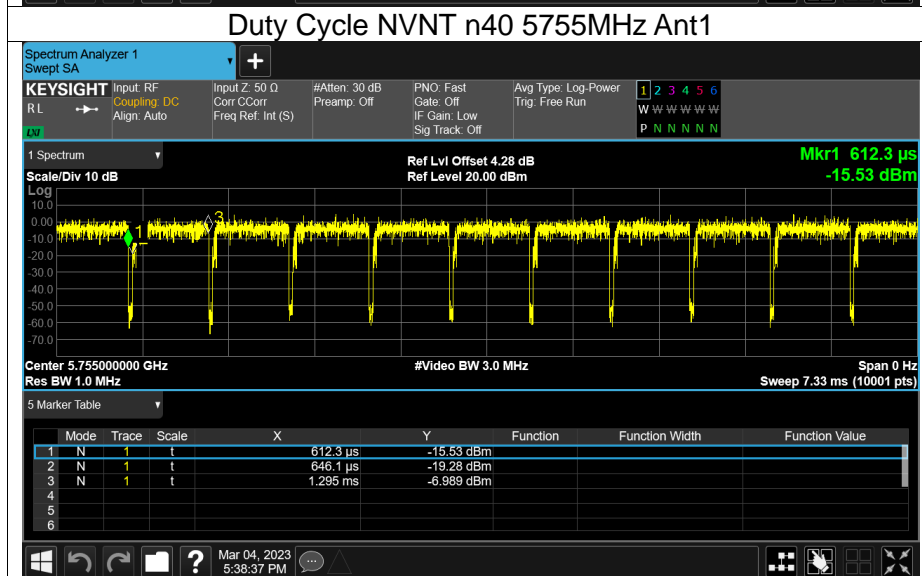 Duty Cycle NVNT n40 5755MHz Ant1
Spectrum Analyzer 1
Swept SA
KEYSIGHT Input: RF Input Z: 50 Ω #Atten: 30 dB PNO: Fast Avg Type: Log-Power 1 2 3 4 5 6
R L Coupling: DC Corr CCorr Preamp: Off Gate: Off Trig: Free Run W W W W W W
Align: Auto Freq Ref: Int (S) IF Gain: Low
LXI Sig Track: Off P N N N N N
1 Spectrum Ref Lvl Offset 4.28 dB Mkr1 612.3 µs
Scale/Div 10 dB Ref Level 20.00 dBm -15.53 dBm
Log
10.0
0.00
-10.0
-20.0
-30.0
-40.0
-50.0
-60.0
-70.0
1
3
Center 5.755000000 GHz #Video BW 3.0 MHz Span 0 Hz
Res BW 1.0 MHz Sweep 7.33 ms (10001 pts)
5 Marker Table
Mode Trace Scale X Y Function Function Width Function Value
1 N 1 t 612.3 µs -15.53 dBm
2 N 1 t 646.1 µs -19.28 dBm
3 N 1 t 1.295 ms -6.989 dBm
4
5
6
? Mar 04, 2023
5:38:37 PM